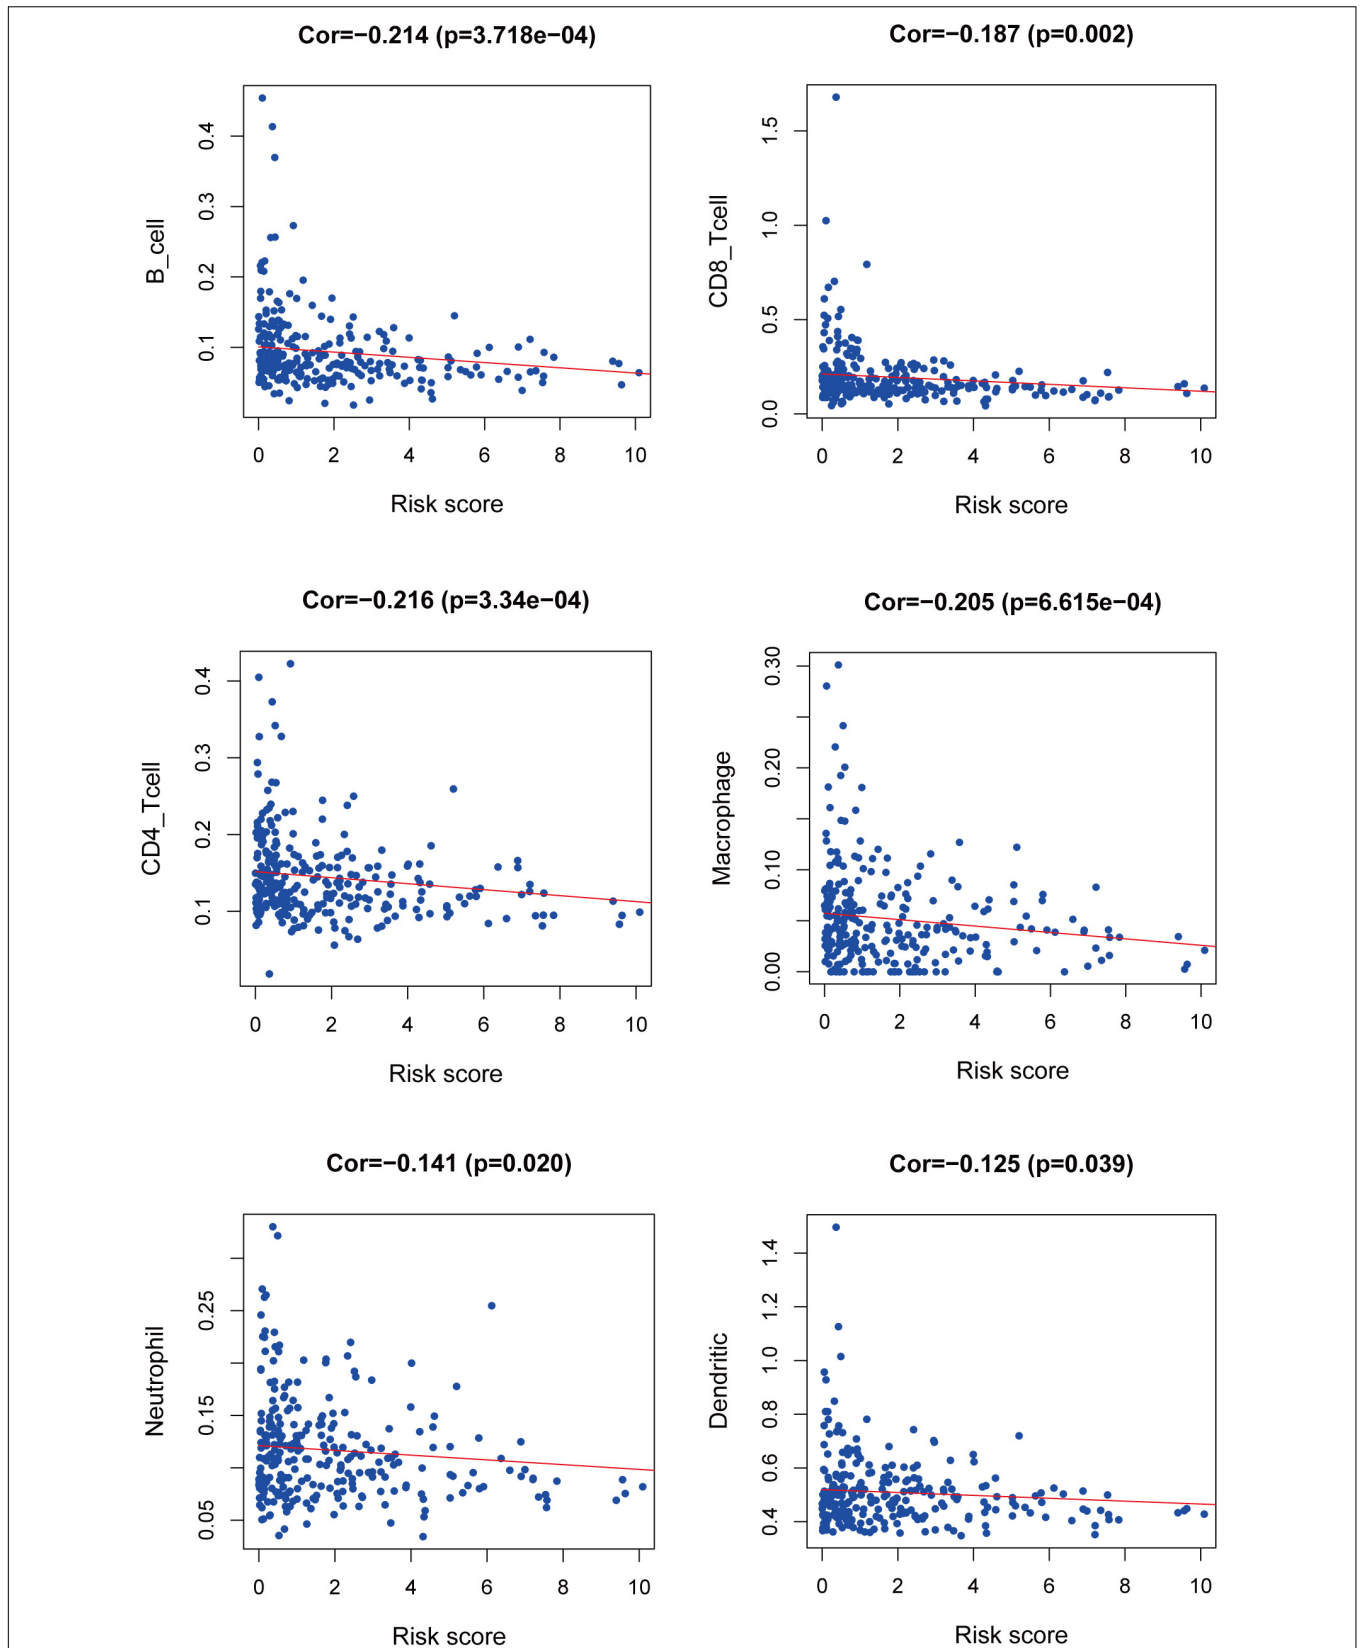 Cor=−0.214 (p=3.718e−04)
B_cell
0.4
0.3
0.2
0.1
0 2 4 6 8 10
Risk score
Cor=−0.187 (p=0.002)
CD8_Tcell
1.5
1.0
0.5
0.0
0 2 4 6 8 10
Risk score
Cor=−0.216 (p=3.34e−04)
CD4_Tcell
0.4
0.3
0.2
0.1
0 2 4 6 8 10
Risk score
Cor=−0.205 (p=6.615e−04)
Macrophage
0.30
0.20
0.10
0.00
0 2 4 6 8 10
Risk score
Cor=−0.141 (p=0.020)
Neutrophil
0.25
0.15
0.05
0 2 4 6 8 10
Risk score
Cor=−0.125 (p=0.039)
Dendritic
1.4
1.2
1.0
0.8
0.6
0.4
0 2 4 6 8 10
Risk score